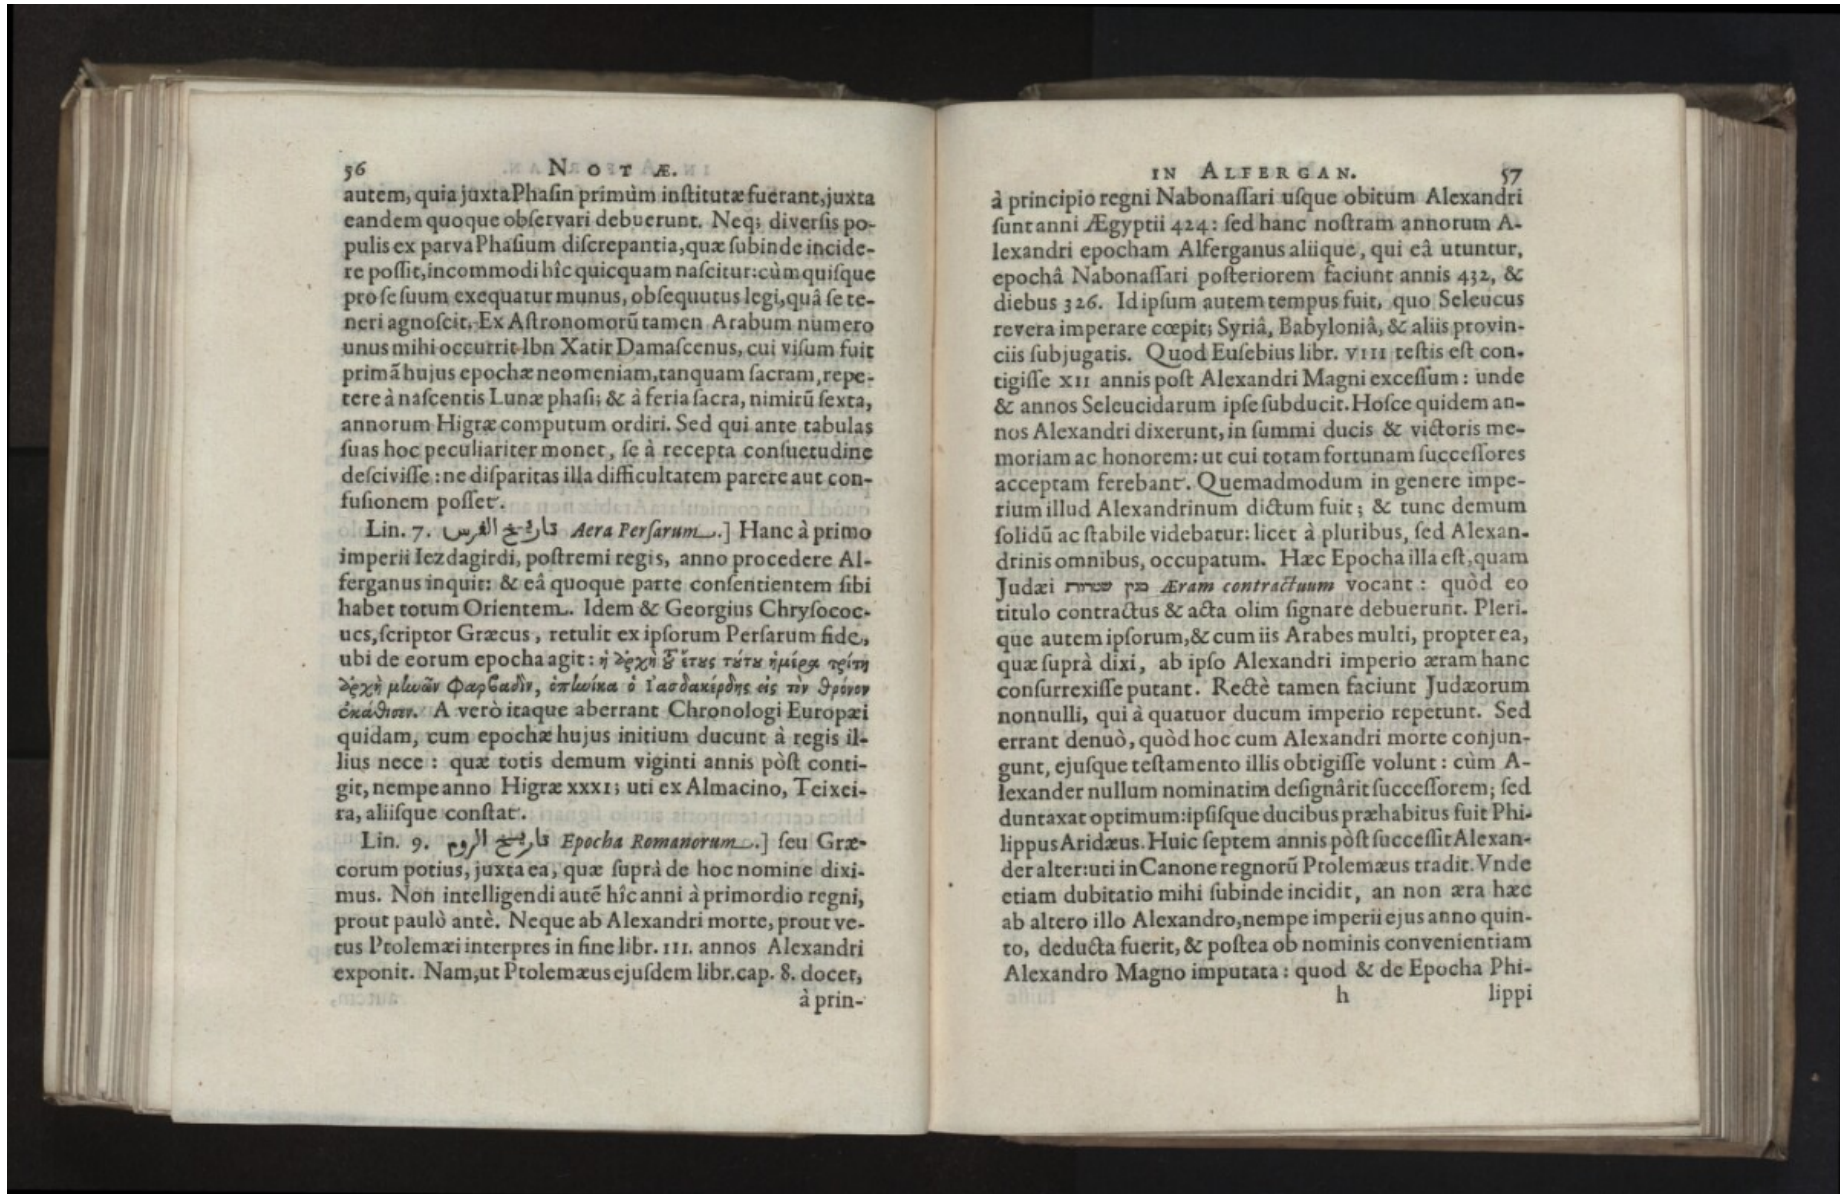 56 NOTÆ.
autem, quia juxta Phaſin primùm inſtitutæ fuerant, juxta
eandem quoque obſervari debuerunt. Neq; diverſis po-
pulis ex parva Phaſium diſcrepantia, quæ ſubinde incide-
re poſſit, incommodi hîc quicquam naſcitur: cùm quiſque
pro ſe ſuum exequatur munus, obſequutus legi, quâ ſe te-
neri agnoſcit. Ex Aſtronomorũ tamen Arabum numero
unus mihi occurrit Ibn Xatir Damaſcenus, cui viſum fuit
primã hujus epochæ neomeniam, tanquam ſacram, repe-
tere à naſcentis Lunæ phaſi; & à feria ſacra, nimirũ ſexta,
annorum Higræ computum ordiri. Sed qui ante tabulas
ſuas hoc peculiariter monet, ſe à recepta conſuetudine
deſciviſſe: ne diſparitas illa difficultatem parere aut con-
fuſionem poſſet.
Lin. 7. تاريخ الفرس Aera Perſarum.] Hanc à primo
imperii Iezdagirdi, poſtremi regis, anno procedere Al-
ferganus inquit: & eâ quoque parte conſentientem ſibi
habet totum Orientem. Idem & Georgius Chryſococ-
ucs, ſcriptor Græcus, retulit ex ipſorum Perſarum fide,
ubi de eorum epocha agit: ἡ ἀρχὴ τοῦ ἔτους τούτου ἡμέρᾳ τρίτῃ
ἀρχὴ μηνῶν Φαρβαδὶν, ὁπηνίκα ὁ Ἰασδακέρδης εἰς τὸν θρόνον
ἐκάθισεν. A verò itaque aberrant Chronologi Europæi
quidam, cum epochæ hujus initium ducunt à regis il-
lius nece: quæ totis demum viginti annis pòſt conti-
git, nempe anno Higræ XXXI; uti ex Almacino, Teixei-
ra, aliiſque conſtat.
Lin. 9. تاريخ الروم Epocha Romanorum.] ſeu Græ-
corum potius, juxta ea, quæ ſuprà de hoc nomine dixi-
mus. Non intelligendi autẽ hîc anni à primordio regni,
prout paulò antè. Neque ab Alexandri morte, prout ve-
tus Ptolemæi interpres in fine libr. III. annos Alexandri
exponit. Nam, ut Ptolemæus ejuſdem libr. cap. 8. docet,
à prin-
IN ALFERGAN. 57
à principio regni Nabonaſſari uſque obitum Alexandri
ſunt anni Ægyptii 424: ſed hanc noſtram annorum A-
lexandri epocham Alferganus aliique, qui eâ utuntur,
epochâ Nabonaſſari poſteriorem faciunt annis 432, &
diebus 326. Id ipſum autem tempus fuit, quo Seleucus
revera imperare cœpit; Syriâ, Babyloniâ, & aliis provin-
ciis ſubjugatis. Quod Euſebius libr. VIII teſtis eſt con-
tigiſſe XII annis poſt Alexandri Magni exceſſum: unde
& annos Seleucidarum ipſe ſubducit. Hoſce quidem an-
nos Alexandri dixerunt, in ſummi ducis & victoris me-
moriam ac honorem: ut cui totam fortunam ſucceſſores
acceptam ferebant. Quemadmodum in genere impe-
rium illud Alexandrinum dictum fuit; & tunc demum
ſolidũ ac ſtabile videbatur: licet à pluribus, ſed Alexan-
drinis omnibus, occupatum. Hæc Epocha illa eſt, quam
Judæi מנין שטרות Æram contractuum vocant: quòd eo
titulo contractus & acta olim ſignare debuerunt. Pleri-
que autem ipſorum, & cum iis Arabes multi, propter ea,
quæ ſuprà dixi, ab ipſo Alexandri imperio æram hanc
conſurrexiſſe putant. Rectè tamen faciunt Judæorum
nonnulli, qui à quatuor ducum imperio repetunt. Sed
errant denuò, quòd hoc cum Alexandri morte conjun-
gunt, ejuſque teſtamento illis obtigiſſe volunt: cùm A-
lexander nullum nominatim deſignârit ſucceſſorem; ſed
duntaxat optimum: ipſiſque ducibus præhabitus fuit Phi-
lippus Aridæus. Huic ſeptem annis pòſt ſucceſſit Alexan-
der alter: uti in Canone regnorũ Ptolemæus tradit. Vnde
etiam dubitatio mihi ſubinde incidit, an non æra hæc
ab altero illo Alexandro, nempe imperii ejus anno quin-
to, deducta fuerit, & poſtea ob nominis convenientiam
Alexandro Magno imputata: quod & de Epocha Phi-
h lippi